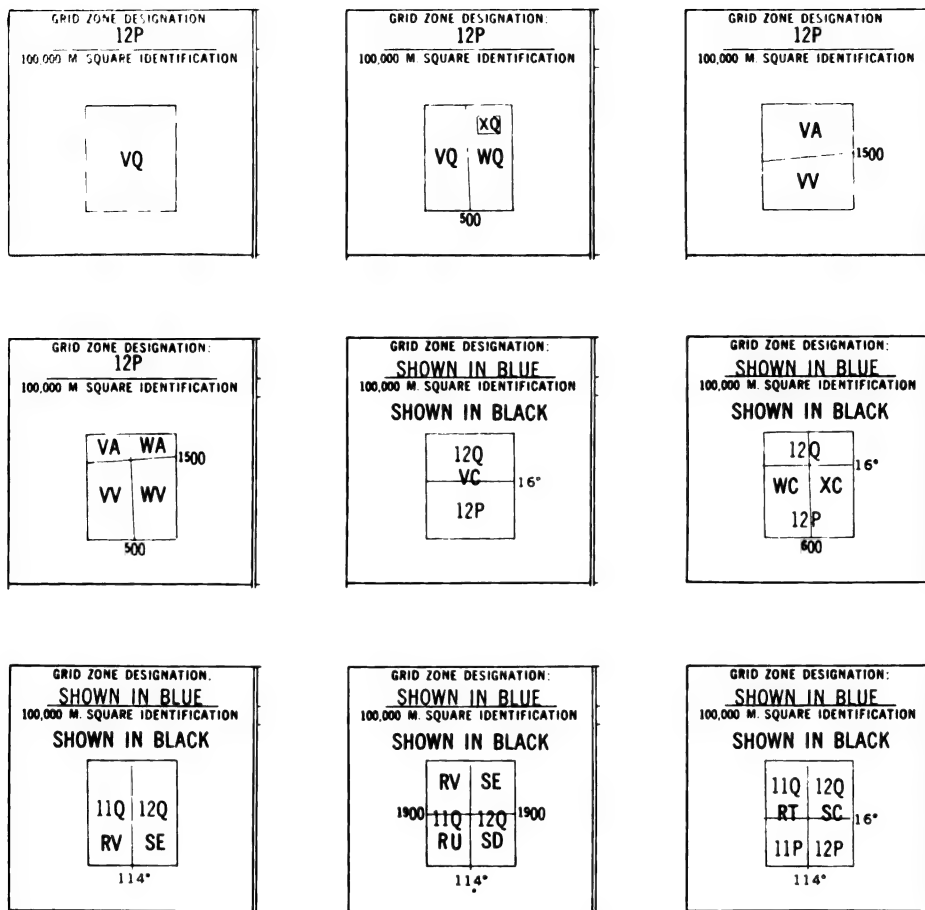 GRID ZONE DESIGNATION:
12P
100,000 M. SQUARE IDENTIFICATION
VQ
GRID ZONE DESIGNATION:
12P
100,000 M. SQUARE IDENTIFICATION
XQ
VQ WQ
500
GRID ZONE DESIGNATION
12P
100,000 M. SQUARE IDENTIFICATION
VA
1500
VV
GRID ZONE DESIGNATION:
12P
100,000 M. SQUARE IDENTIFICATION
VA WA
1500
VV WV
500
GRID ZONE DESIGNATION:
SHOWN IN BLUE
100,000 M. SQUARE IDENTIFICATION
SHOWN IN BLACK
12Q
VC
16°
12P
GRID ZONE DESIGNATION:
SHOWN IN BLUE
100,000 M. SQUARE IDENTIFICATION
SHOWN IN BLACK
12Q
16°
WC XC
12P
600
GRID ZONE DESIGNATION.
SHOWN IN BLUE
100,000 M. SQUARE IDENTIFICATION
SHOWN IN BLACK
11Q 12Q
RV SE
114°
GRID ZONE DESIGNATION:
SHOWN IN BLUE
100,000 M. SQUARE IDENTIFICATION
SHOWN IN BLACK
RV SE
1900 1900
11Q 12Q
RU SD
114°
GRID ZONE DESIGNATION:
SHOWN IN BLUE
100,000 M. SQUARE IDENTIFICATION
SHOWN IN BLACK
11Q 12Q
RT SC
16°
11P 12P
114°